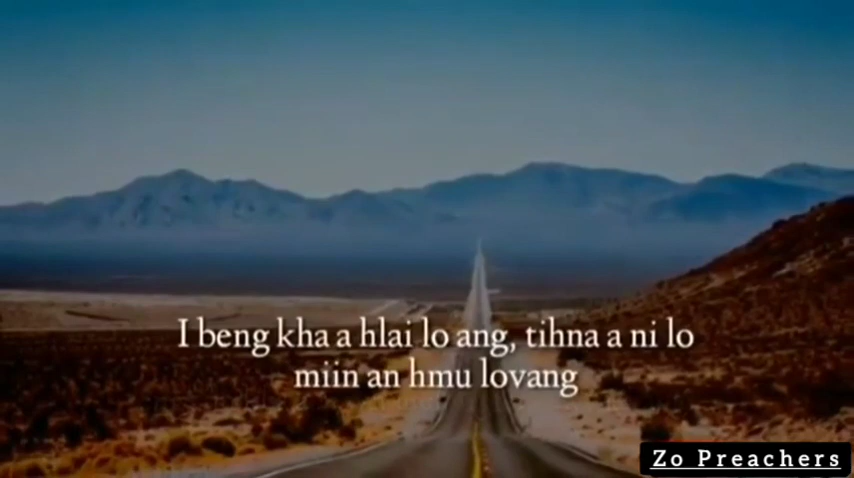 I beng kha a hlai lo ang, tihna a ni lo
miin an hmu lovang
Zo Preachers